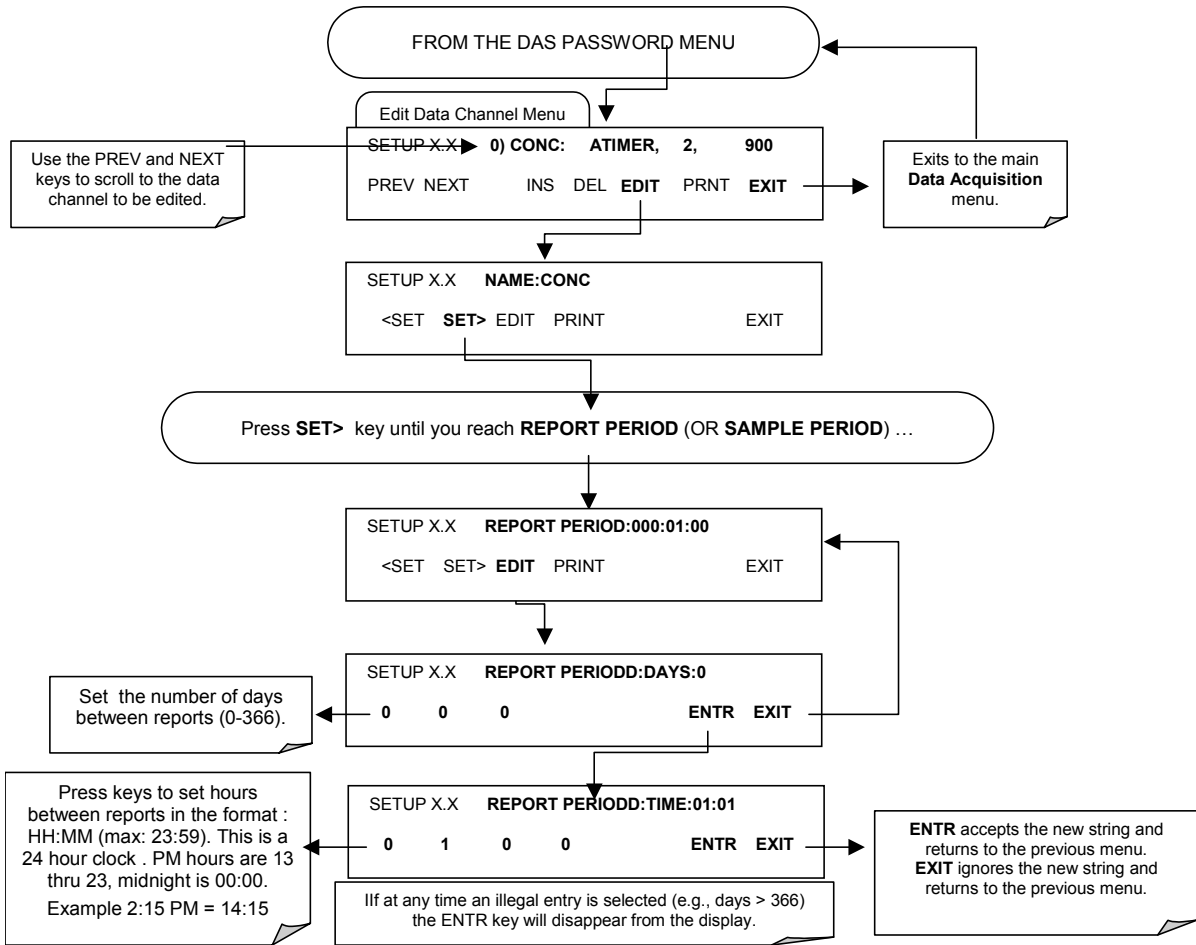 FROM THE DAS PASSWORD MENU
Edit Data Channel Menu
SETUP X.X 0) CONC: ATIMER, 2, 900
PREV NEXT INS DEL EDIT PRNT EXIT
Use the PREV and NEXT
keys to scroll to the data
channel to be edited.
Exits to the main
Data Acquisition
menu.
SETUP X.X NAME:CONC
<SET SET> EDIT PRINT EXIT
Press SET> key until you reach REPORT PERIOD (OR SAMPLE PERIOD) …
SETUP X.X REPORT PERIOD:000:01:00
<SET SET> EDIT PRINT EXIT
SETUP X.X REPORT PERIODD:DAYS:0
0 0 0 ENTR EXIT
Set the number of days
between reports (0-366).
SETUP X.X REPORT PERIODD:TIME:01:01
0 1 0 0 ENTR EXIT
Press keys to set hours
between reports in the format :
HH:MM (max: 23:59). This is a
24 hour clock . PM hours are 13
thru 23, midnight is 00:00.
Example 2:15 PM = 14:15
ENTR accepts the new string and
returns to the previous menu.
EXIT ignores the new string and
returns to the previous menu.
IIf at any time an illegal entry is selected (e.g., days > 366)
the ENTR key will disappear from the display.